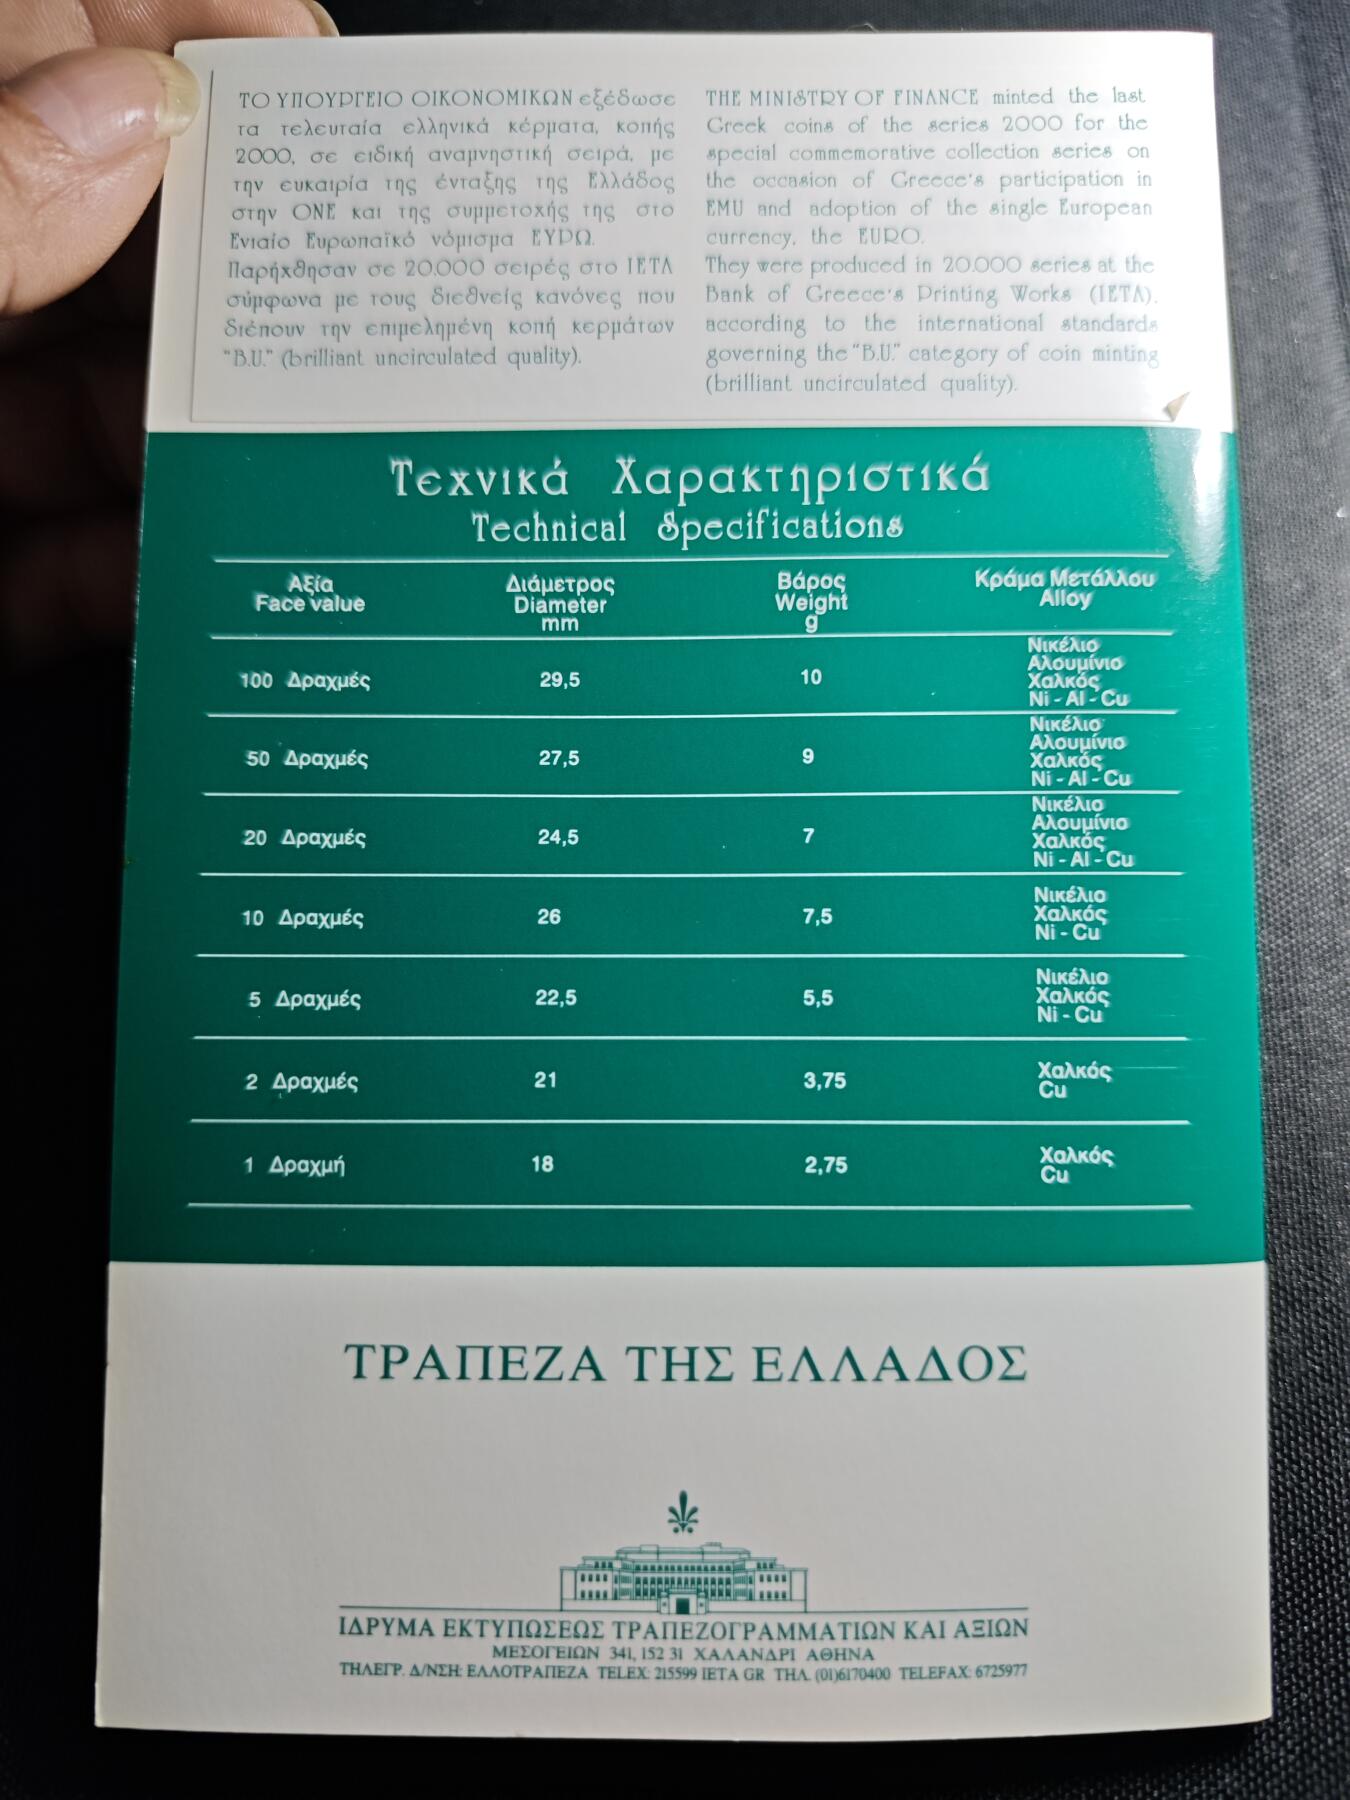 ΤΟ ΥΠΟΥΡΓΕΙΟ ΟΙΚΟΝΟΜΙΚΩΝ εξέδωσε
τα τελευταία ελληνικά κέρματα, κοπής
2000, σε ειδική αναμνηστική σειρά, με
την ευκαιρία της ένταξης της Ελλάδος
στην ΟΝΕ και της συμμετοχής της στο
Ενιαίο Ευρωπαϊκό νόμισμα ΕΥΡΩ.
Παρήχθησαν σε 20.000 σειρές στο ΙΕΤΑ
σύμφωνα με τους διεθνείς κανόνες που
διέπουν την επιμελημένη κοπή κερμάτων
"B.U." (brilliant uncirculated quality).
THE MINISTRY OF FINANCE minted the last
Greek coins of the series 2000 for the
special commemorative collection series on
the occasion of Greece's participation in
EMU and adoption of the single European
currency, the EURO.
They were produced in 20.000 series at the
Bank of Greece's Printing Works (IETA),
according to the international standards
governing the "B.U." category of coin minting
(brilliant uncirculated quality).
Τεχνικά Χαρακτηριστικά
Technical Specifications
Αξία Διάμετρος Βάρος Κράμα Μετάλλου
Face value Diameter Weight Alloy
mm g
100 Δραχμές 29,5 10 Νικέλιο
Αλουμίνιο
Χαλκός
Ni - Al - Cu
50 Δραχμές 27,5 9 Νικέλιο
Αλουμίνιο
Χαλκός
Ni - Al - Cu
20 Δραχμές 24,5 7 Νικέλιο
Αλουμίνιο
Χαλκός
Ni - Al - Cu
10 Δραχμές 26 7,5 Νικέλιο
Χαλκός
Ni - Cu
5 Δραχμές 22,5 5,5 Νικέλιο
Χαλκός
Ni - Cu
2 Δραχμές 21 3,75 Χαλκός
Cu
1 Δραχμή 18 2,75 Χαλκός
Cu
ΤΡΑΠΕΖΑ ΤΗΣ ΕΛΛΑΔΟΣ
ΙΔΡΥΜΑ ΕΚΤΥΠΩΣΕΩΣ ΤΡΑΠΕΖΟΓΡΑΜΜΑΤΙΩΝ ΚΑΙ ΑΞΙΩΝ
ΜΕΣΟΓΕΙΩΝ 341, 152 31 ΧΑΛΑΝΔΡΙ ΑΘΗΝΑ
ΤΗΛΕΓΡ. Δ/ΝΣΗ: ΕΛΛΟΤΡΑΠΕΖΑ TELEX: 215599 IETA GR ΤΗΛ. (01)6170400 TELEFAX: 6725977